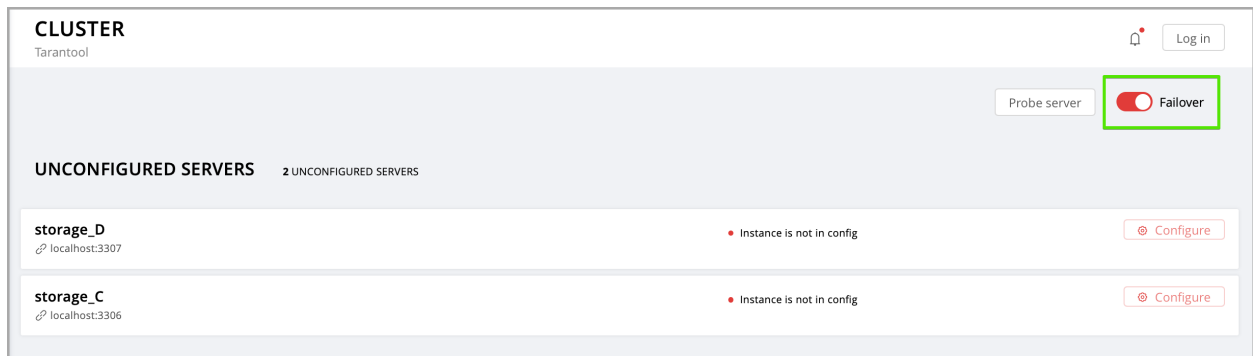 CLUSTER
Tarantool
Log in
Probe server
Failover
UNCONFIGURED SERVERS 2 UNCONFIGURED SERVERS
storage_D
localhost:3307
Instance is not in config
Configure
storage_C
localhost:3306
Instance is not in config
Configure